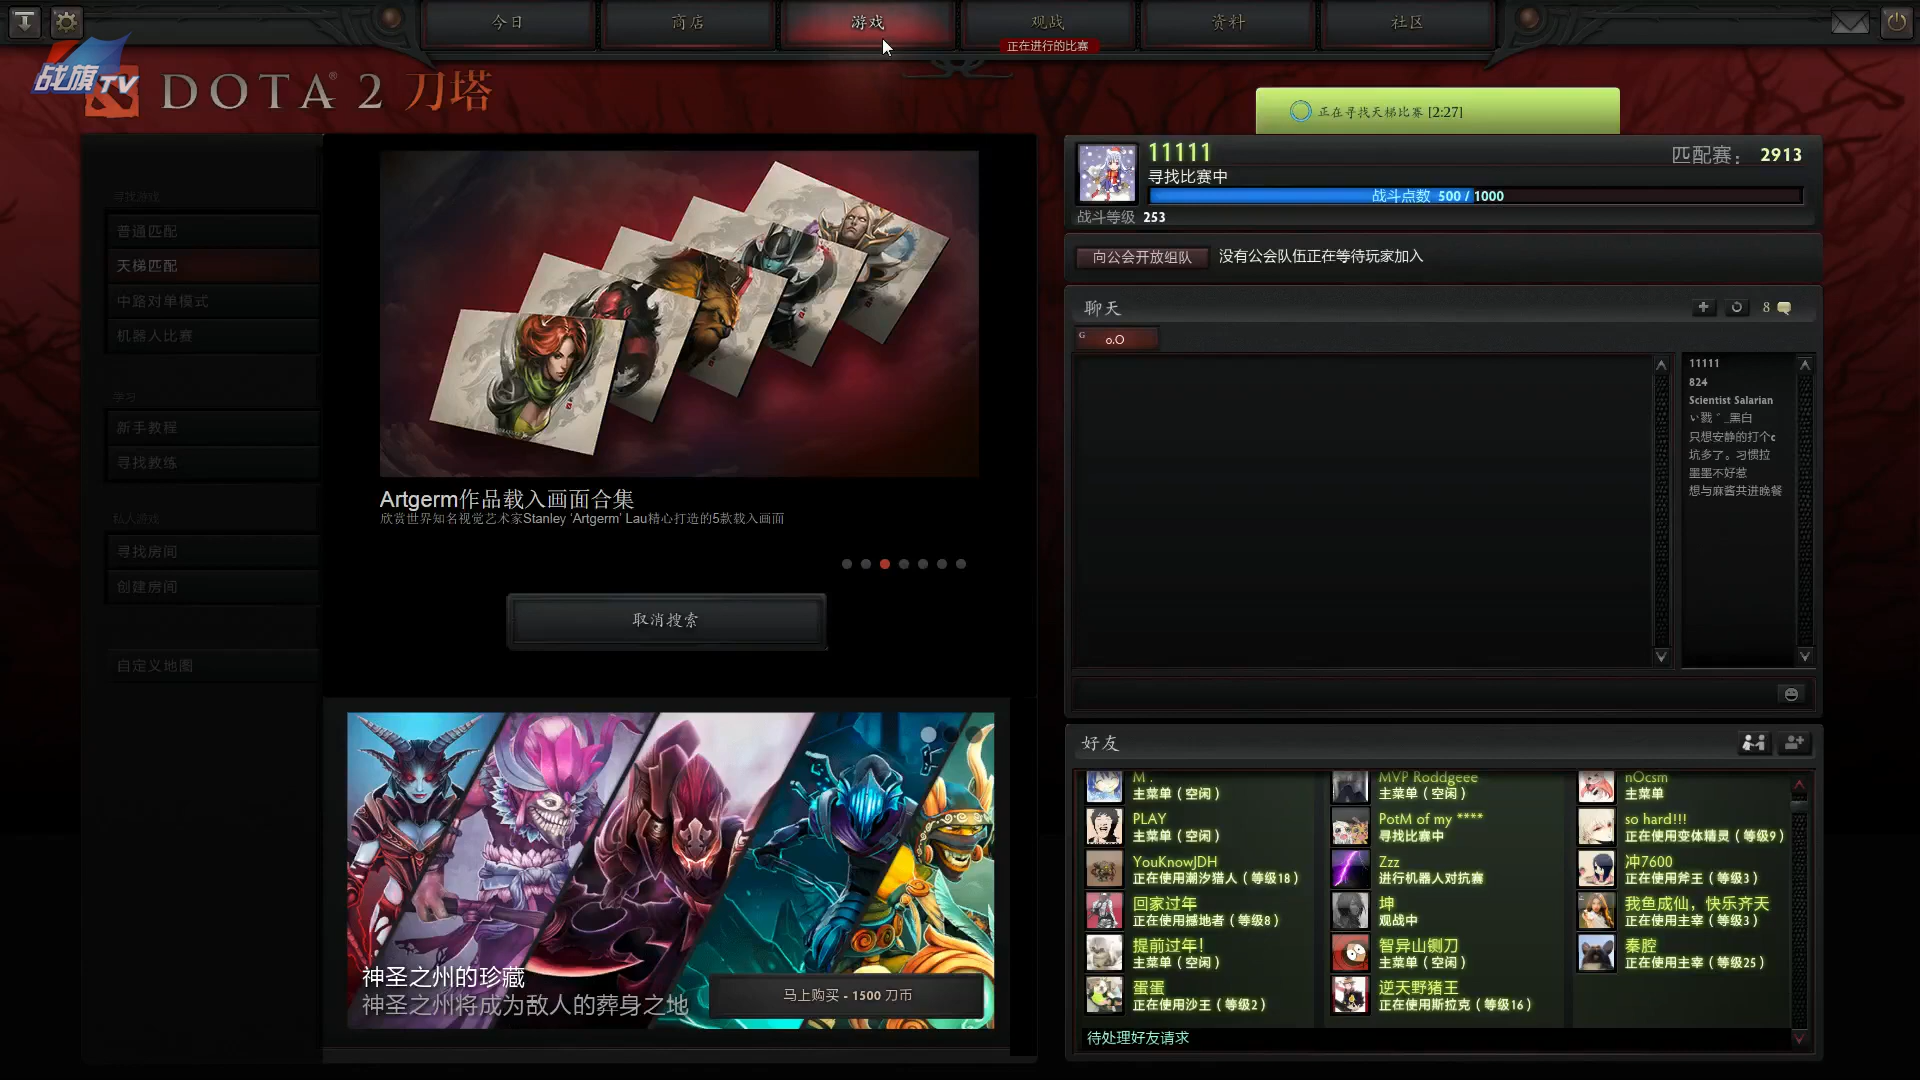 今日
商店
游戏
观战
资料
社区
正在进行的比赛
战旗TV
DOTA® 2 刀塔
正在寻找天梯比赛 [2:27]
寻找游戏
普通匹配
天梯匹配
中路对单模式
机器人比赛
学习
新手教程
寻找教练
私人游戏
寻找房间
创建房间
自定义地图
Artgerm作品载入画面合集
欣赏世界知名视觉艺术家Stanley 'Artgerm' Lau精心打造的5款载入画面
取消搜索
神圣之州的珍藏
神圣之州将成为敌人的葬身之地
马上购买 - 1500 刀币
11111
匹配赛： 2913
寻找比赛中
战斗点数 500 / 1000
战斗等级 253
向公会开放组队
没有公会队伍正在等待玩家加入
聊天
8
G
o.O
11111
824
Scientist Salarian
い戮ˊ_黑白
只想安静的打个c
坑多了。习惯拉
墨墨不好惹
想与麻酱共进晚餐
好友
M .
主菜单（空闲）
MVP Roddgeee
主菜单（空闲）
nOcsm
主菜单
PLAY
主菜单（空闲）
PotM of my ****
寻找比赛中
so hard!!!
正在使用变体精灵（等级9）
YouKnowJDH
正在使用潮汐猎人（等级18）
Zzz
进行机器人对抗赛
冲7600
正在使用斧王（等级3）
回家过年
正在使用撼地者（等级8）
坤
观战中
我鱼成仙，快乐齐天
正在使用主宰（等级3）
提前过年！
主菜单（空闲）
智异山铡刀
主菜单（空闲）
秦腔
正在使用主宰（等级25）
蛋蛋
正在使用沙王（等级2）
逆天野猪王
正在使用斯拉克（等级16）
待处理好友请求